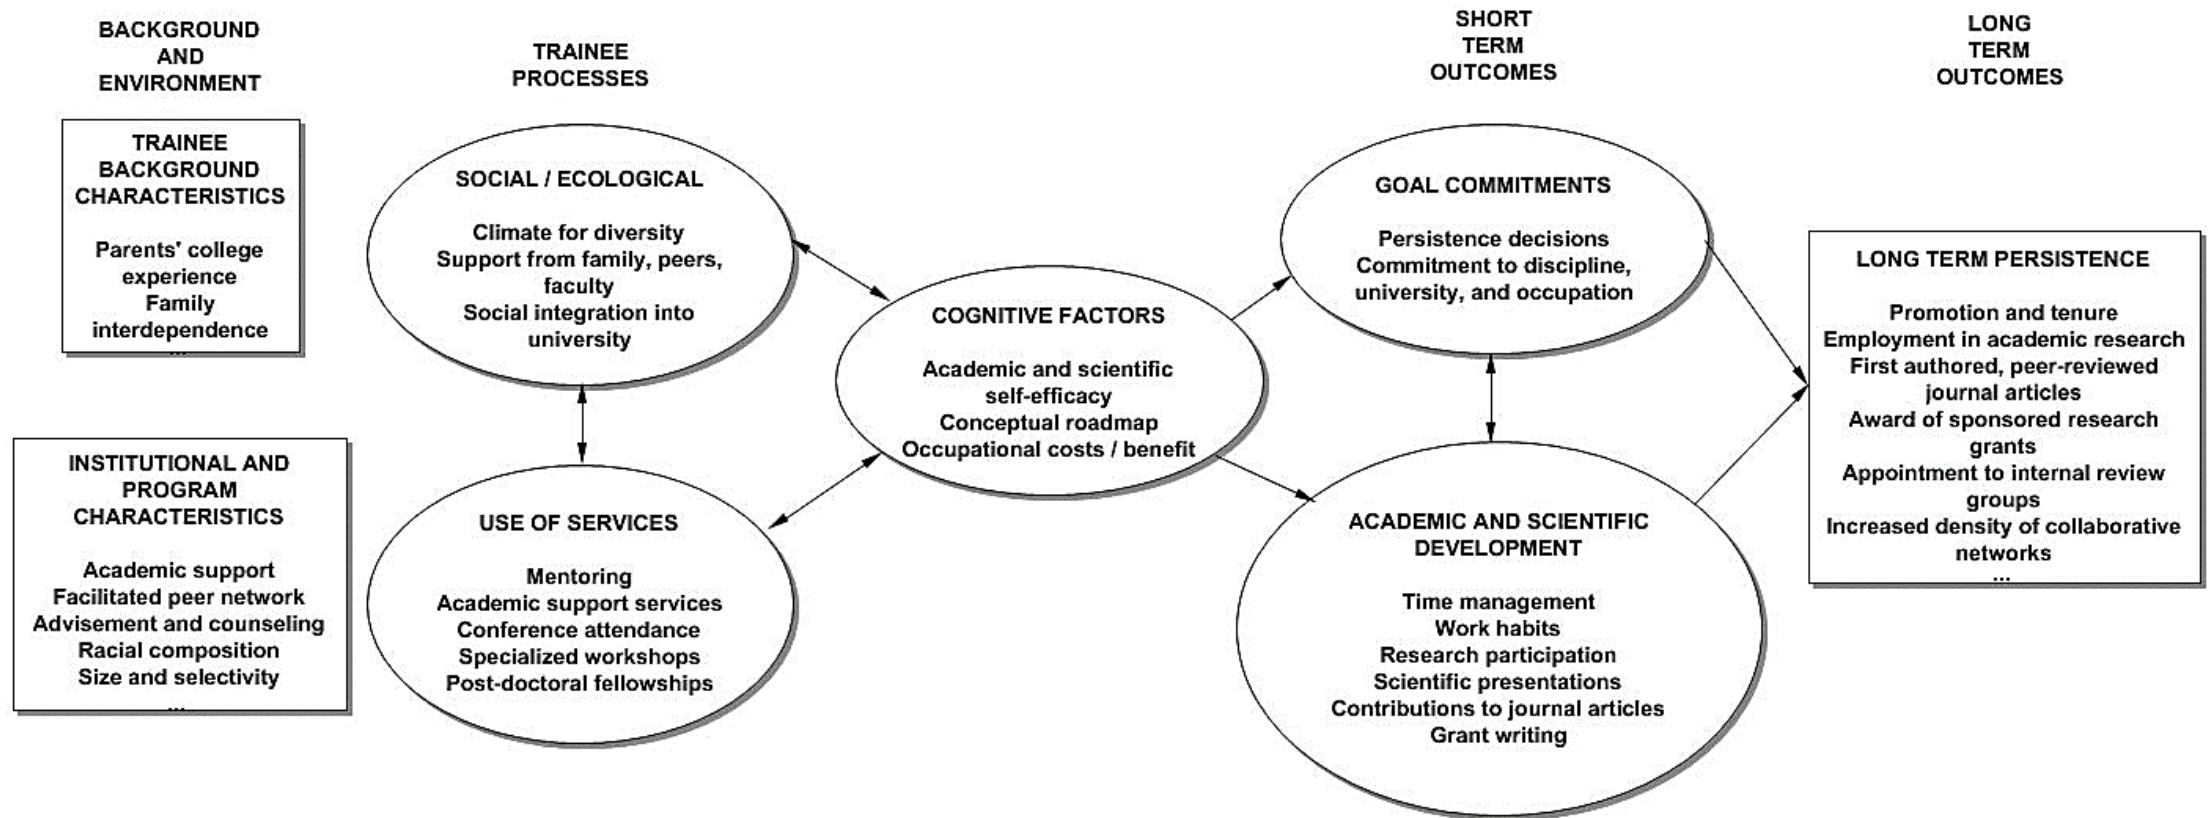 BACKGROUND
AND
ENVIRONMENT
TRAINEE
PROCESSES
SHORT
TERM
OUTCOMES
LONG
TERM
OUTCOMES
TRAINEE
BACKGROUND
CHARACTERISTICS
Parents' college
experience
Family
interdependence
...
INSTITUTIONAL AND
PROGRAM
CHARACTERISTICS
Academic support
Facilitated peer network
Advisement and counseling
Racial composition
Size and selectivity
...
SOCIAL / ECOLOGICAL
Climate for diversity
Support from family, peers,
faculty
Social integration into
university
USE OF SERVICES
Mentoring
Academic support services
Conference attendance
Specialized workshops
Post-doctoral fellowships
COGNITIVE FACTORS
Academic and scientific
self-efficacy
Conceptual roadmap
Occupational costs / benefit
GOAL COMMITMENTS
Persistence decisions
Commitment to discipline,
university, and occupation
ACADEMIC AND SCIENTIFIC
DEVELOPMENT
Time management
Work habits
Research participation
Scientific presentations
Contributions to journal articles
Grant writing
LONG TERM PERSISTENCE
Promotion and tenure
Employment in academic research
First authored, peer-reviewed
journal articles
Award of sponsored research
grants
Appointment to internal review
groups
Increased density of collaborative
networks
...